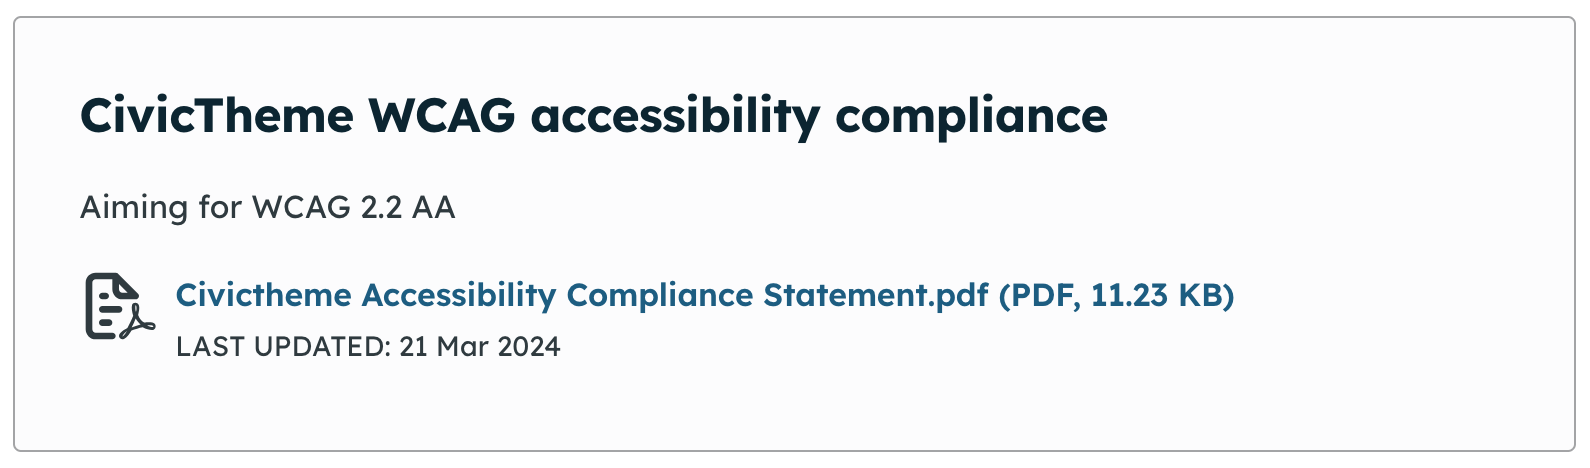 CivicTheme WCAG accessibility compliance
Aiming for WCAG 2.2 AA
Civictheme Accessibility Compliance Statement.pdf (PDF, 11.23 KB)
LAST UPDATED: 21 Mar 2024